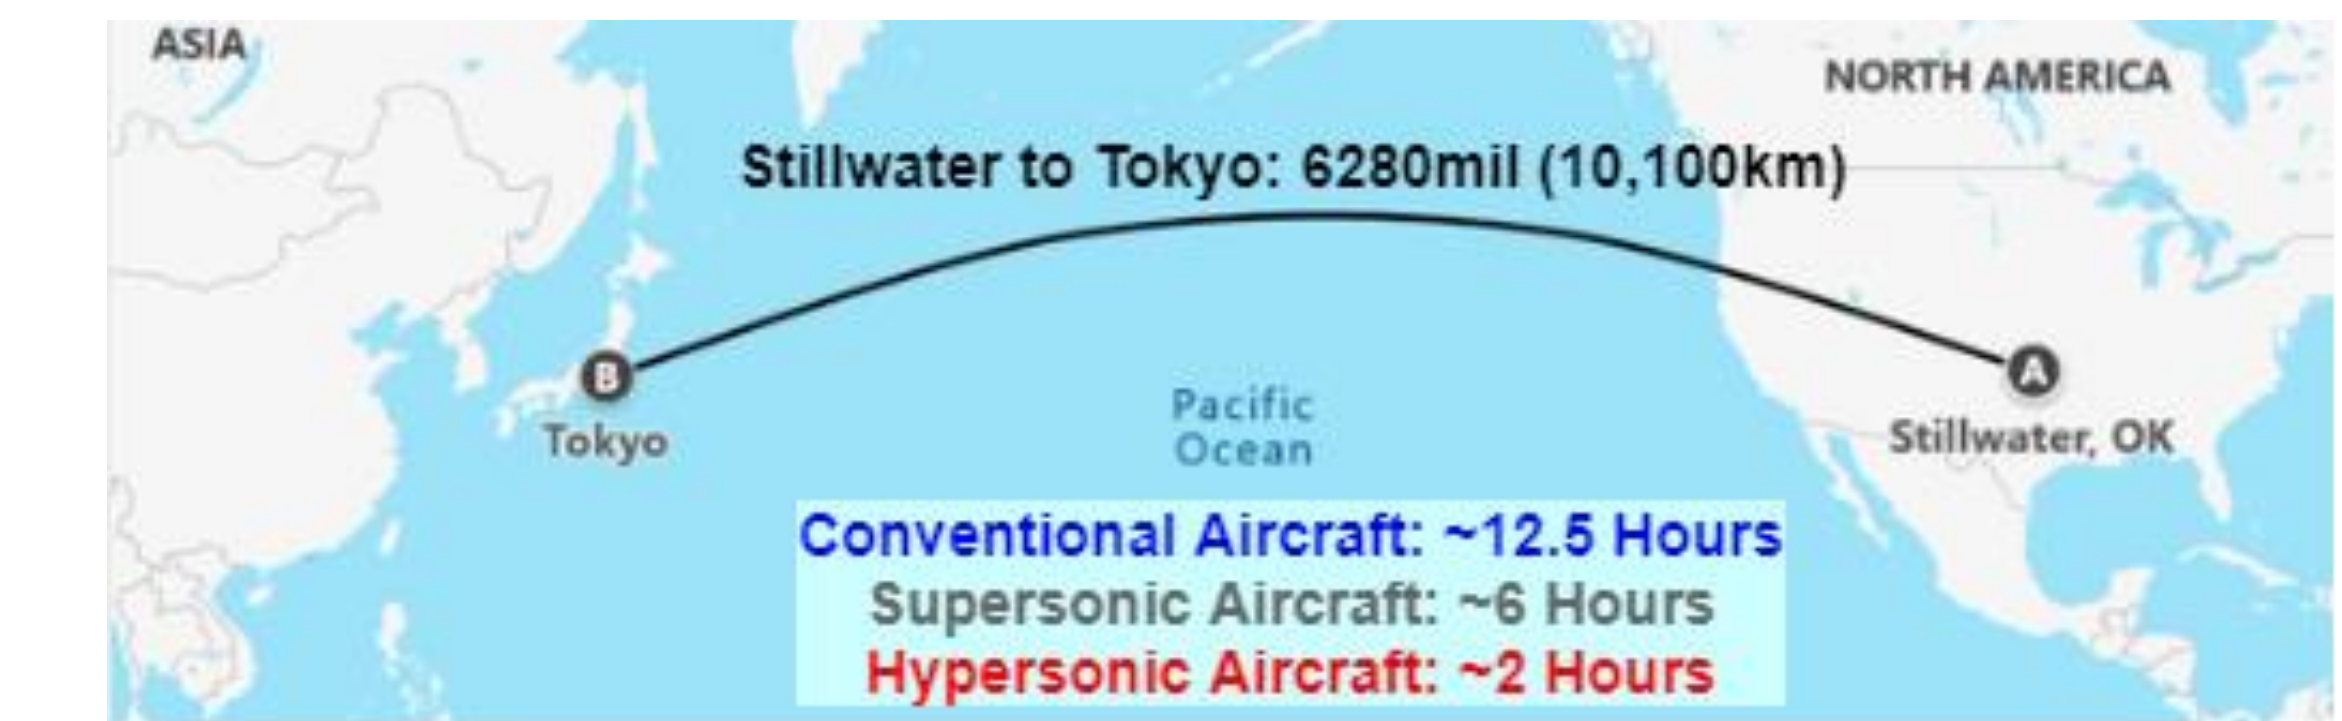 ASIA
NORTH AMERICA
Stillwater to Tokyo: 6280mil (10,100km)
B
A
Tokyo
Stillwater, OK
Pacific
Ocean
Conventional Aircraft: ~12.5 Hours
Supersonic Aircraft: ~6 Hours
Hypersonic Aircraft: ~2 Hours